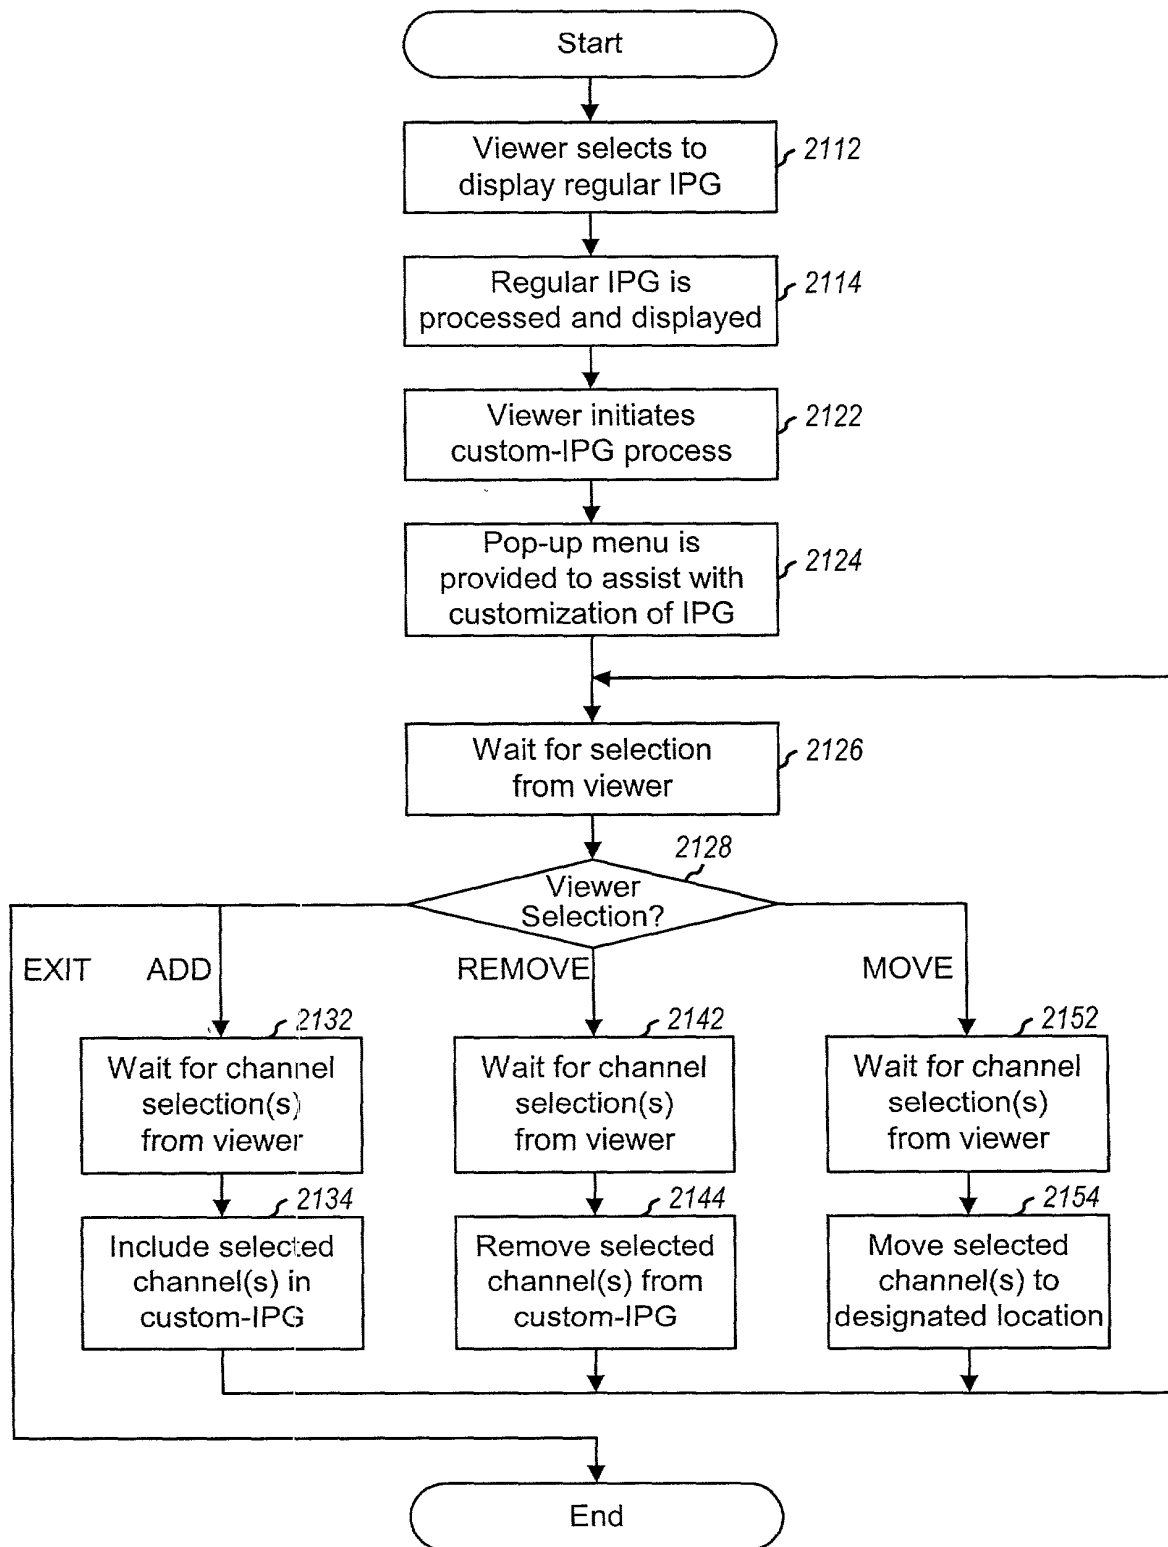 Start
Viewer selects to
display regular IPG
2112
Regular IPG is
processed and displayed
2114
Viewer initiates
custom-IPG process
2122
Pop-up menu is
provided to assist with
customization of IPG
2124
Wait for selection
from viewer
2126
2128
Viewer
Selection?
EXIT
ADD
REMOVE
MOVE
2132
Wait for channel
selection(s)
from viewer
2142
Wait for channel
selection(s)
from viewer
2152
Wait for channel
selection(s)
from viewer
2134
Include selected
channel(s) in
custom-IPG
2144
Remove selected
channel(s) from
custom-IPG
2154
Move selected
channel(s) to
designated location
End